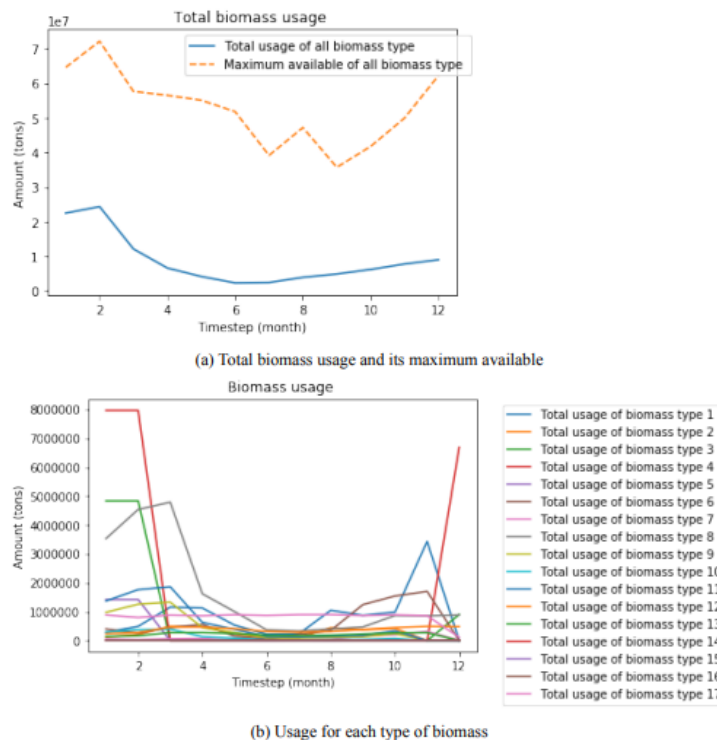 Total biomass usage
1e7
Total usage of all biomass type
Maximum available of all biomass type
7
6
5
4
3
2
1
0
Amount (tons)
2 4 6 8 10 12
Timestep (month)
(a) Total biomass usage and its maximum available
Biomass usage
8000000
7000000
6000000
5000000
4000000
3000000
2000000
1000000
0
Amount (tons)
2 4 6 8 10 12
Timestep (month)
Total usage of biomass type 1
Total usage of biomass type 2
Total usage of biomass type 3
Total usage of biomass type 4
Total usage of biomass type 5
Total usage of biomass type 6
Total usage of biomass type 7
Total usage of biomass type 8
Total usage of biomass type 9
Total usage of biomass type 10
Total usage of biomass type 11
Total usage of biomass type 12
Total usage of biomass type 13
Total usage of biomass type 14
Total usage of biomass type 15
Total usage of biomass type 16
Total usage of biomass type 17
(b) Usage for each type of biomass